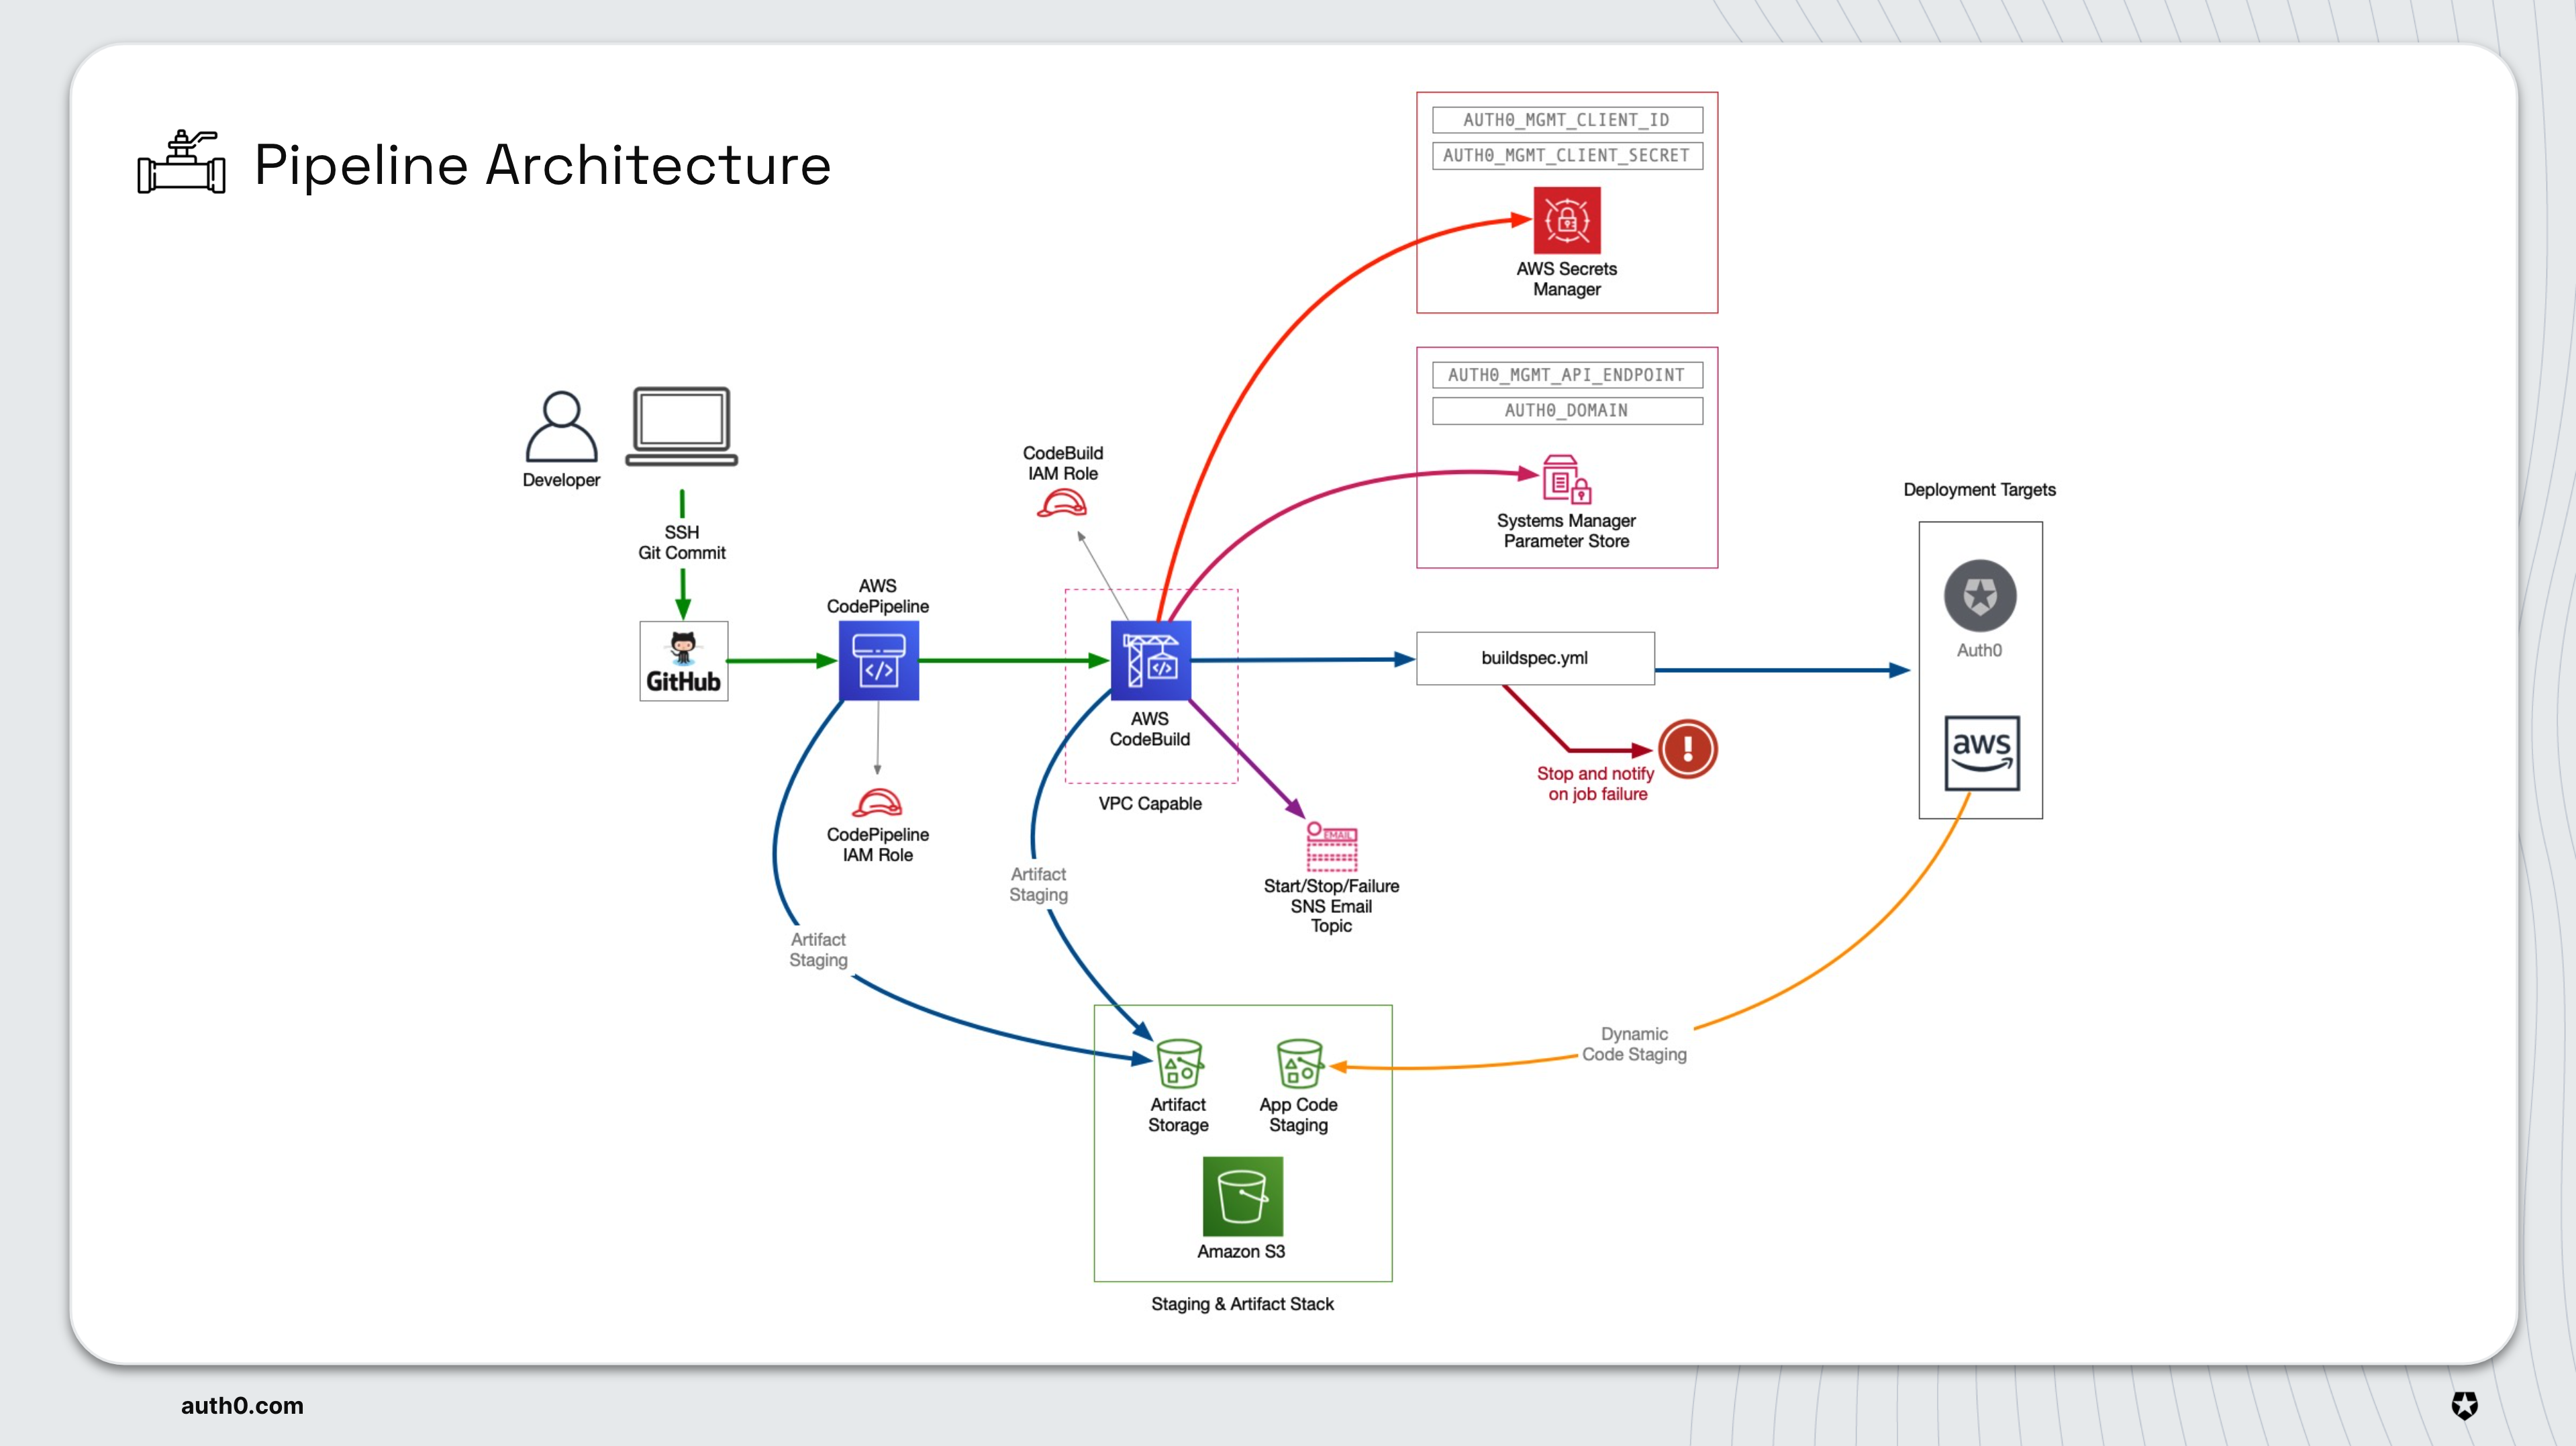 Pipeline Architecture
AUTH0_MGMT_CLIENT_ID
AUTH0_MGMT_CLIENT_SECRET
AWS Secrets
Manager
AUTH0_MGMT_API_ENDPOINT
AUTH0_DOMAIN
Systems Manager
Parameter Store
Developer
SSH
Git Commit
GitHub
AWS
CodePipeline
CodePipeline
IAM Role
CodeBuild
IAM Role
AWS
CodeBuild
VPC Capable
buildspec.yml
Stop and notify
on job failure
Deployment Targets
Auth0
aws
EMAIL
Start/Stop/Failure
SNS Email
Topic
Artifact
Staging
Artifact
Staging
Dynamic
Code Staging
Artifact
Storage
App Code
Staging
Amazon S3
Staging & Artifact Stack
auth0.com